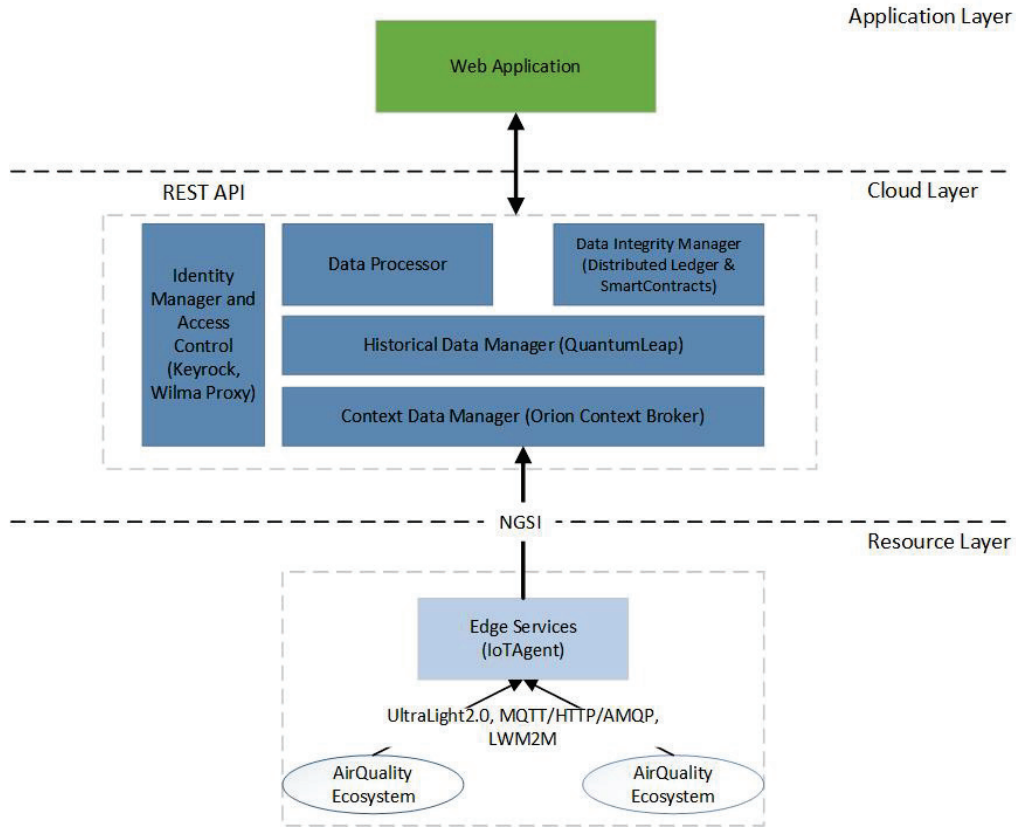 Application Layer
Web Application
REST API
Cloud Layer
Identity
Manager and
Access
Control
(Keyrock,
Wilma Proxy)
Data Processor
Data Integrity Manager
(Distributed Ledger &
SmartContracts)
Historical Data Manager (QuantumLeap)
Context Data Manager (Orion Context Broker)
NGSI
Resource Layer
Edge Services
(IoTAgent)
UltraLight2.0, MQTT/HTTP/AMQP,
LWM2M
AirQuality
Ecosystem
AirQuality
Ecosystem